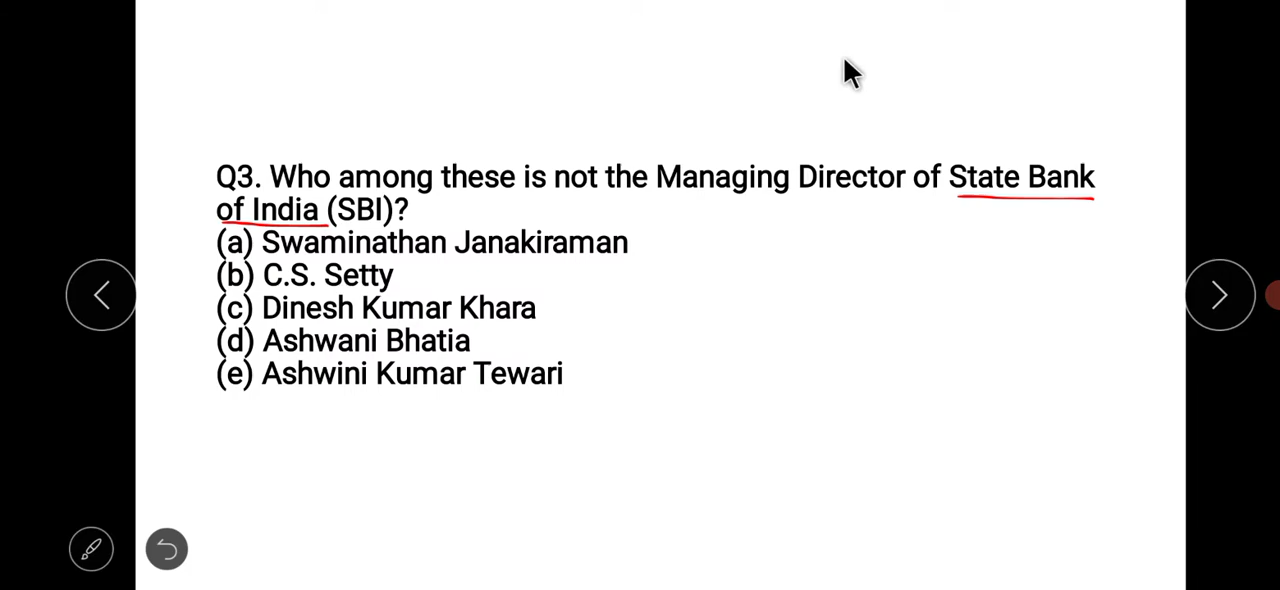 Q3. Who among these is not the Managing Director of State Bank
of India (SBI)?
(a) Swaminathan Janakiraman
(b) C.S. Setty
(c) Dinesh Kumar Khara
(d) Ashwani Bhatia
(e) Ashwini Kumar Tewari